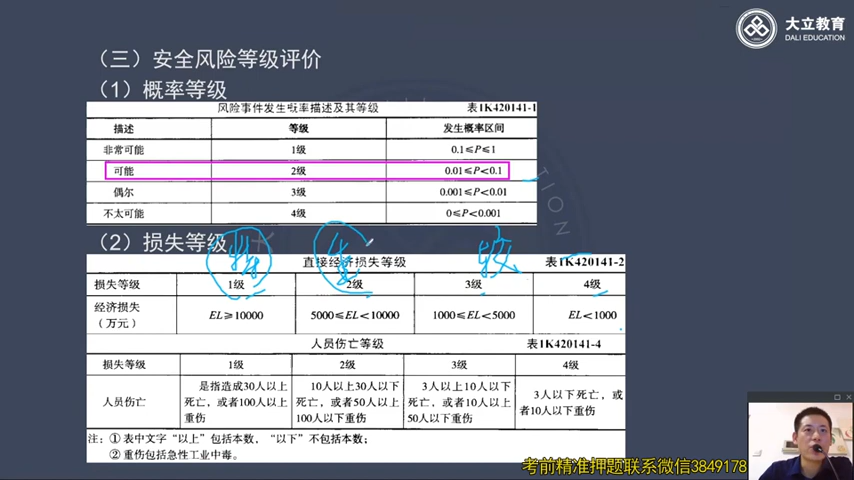 大立教育
DALI EDUCATION
（三）安全风险等级评价
（1）概率等级
风险事件发生概率描述及其等级 表1K420141-1
描述 等级 发生概率区间
非常可能 1级 0.1≤P≤1
可能 2级 0.01≤P<0.1
偶尔 3级 0.001≤P<0.01
不太可能 4级 0≤P<0.001
（2）损失等级
较
直接经济损失等级 表1K420141-2
损失等级 1级 2级 3级 4级
经济损失（万元） EL≥10000 5000≤EL<10000 1000≤EL<5000 EL<1000
人员伤亡等级 表1K420141-4
损失等级 1级 2级 3级 4级
人员伤亡 是指造成30人以上死亡，或者100人以上重伤 10人以上30人以下死亡，或者50人以上100人以下重伤 3人以上10人以下死亡，或者10人以上50人以下重伤 3人以下死亡，或者10人以下重伤
注：①表中文字“以上”包括本数，“以下”不包括本数；
②重伤包括急性工业中毒。
考前精准押题联系微信3849178